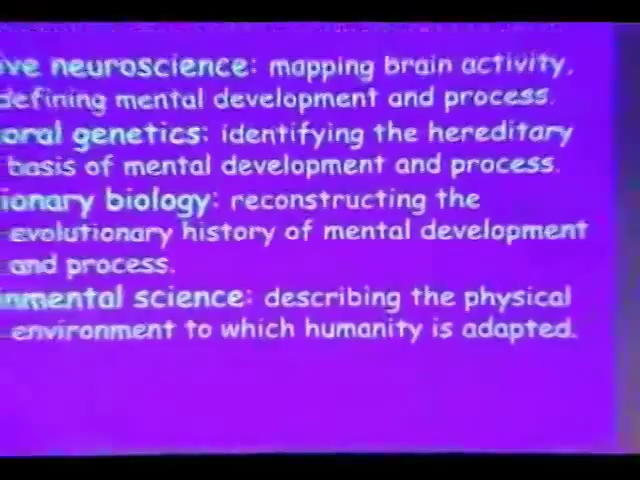 ive neuroscience: mapping brain activity,
defining mental development and process.
oral genetics: identifying the hereditary
basis of mental development and process.
ionary biology: reconstructing the
evolutionary history of mental development
and process.
nmental science: describing the physical
environment to which humanity is adapted.